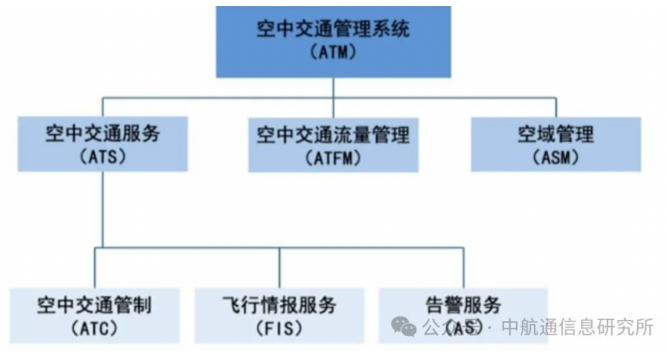 空中交通管理系统
（ATM）
空中交通服务
（ATS）
空中交通流量管理
（ATFM）
空域管理
（ASM）
空中交通管制
（ATC）
飞行情报服务
（FIS）
告警服务
（AS）
公众号 · 中航通信息研究所